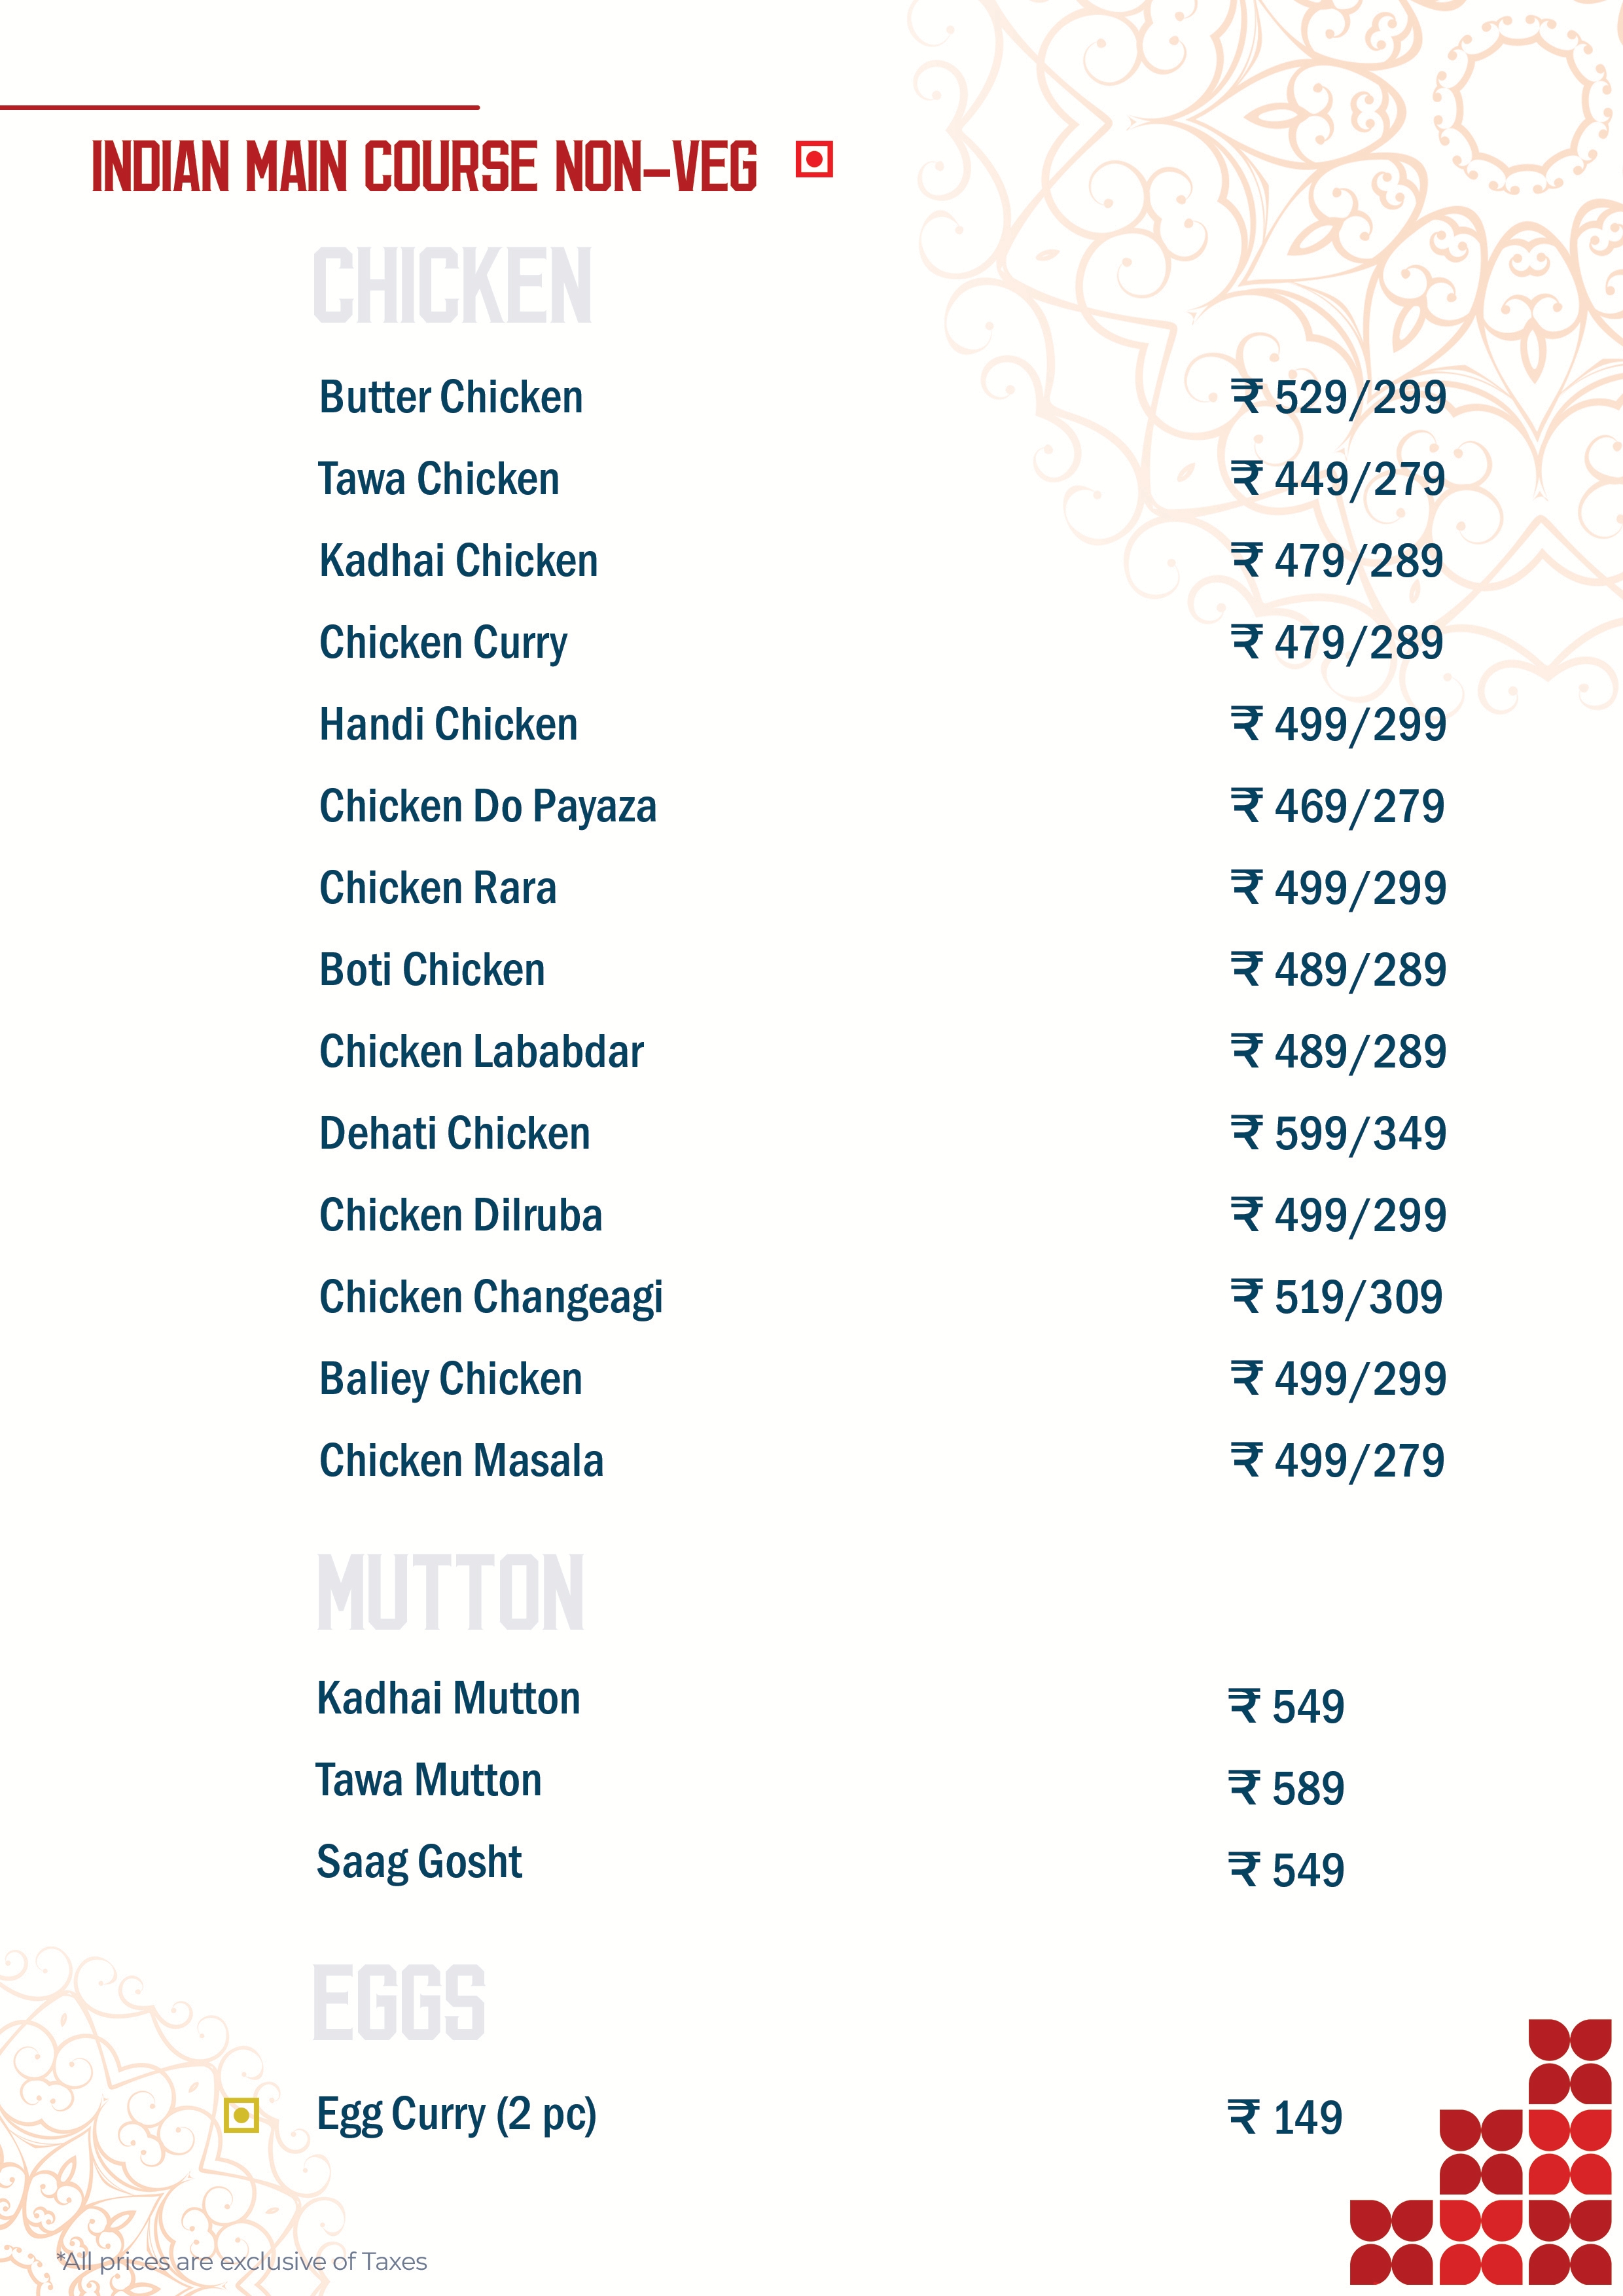 INDIAN MAIN COURSE NON-VEG
CHICKEN
Butter Chicken ₹ 529/299
Tawa Chicken ₹ 449/279
Kadhai Chicken ₹ 479/289
Chicken Curry ₹ 479/289
Handi Chicken ₹ 499/299
Chicken Do Payaza ₹ 469/279
Chicken Rara ₹ 499/299
Boti Chicken ₹ 489/289
Chicken Lababdar ₹ 489/289
Dehati Chicken ₹ 599/349
Chicken Dilruba ₹ 499/299
Chicken Changeagi ₹ 519/309
Baliey Chicken ₹ 499/299
Chicken Masala ₹ 499/279
MUTTON
Kadhai Mutton ₹ 549
Tawa Mutton ₹ 589
Saag Gosht ₹ 549
EGGS
Egg Curry (2 pc) ₹ 149
*All prices are exclusive of Taxes